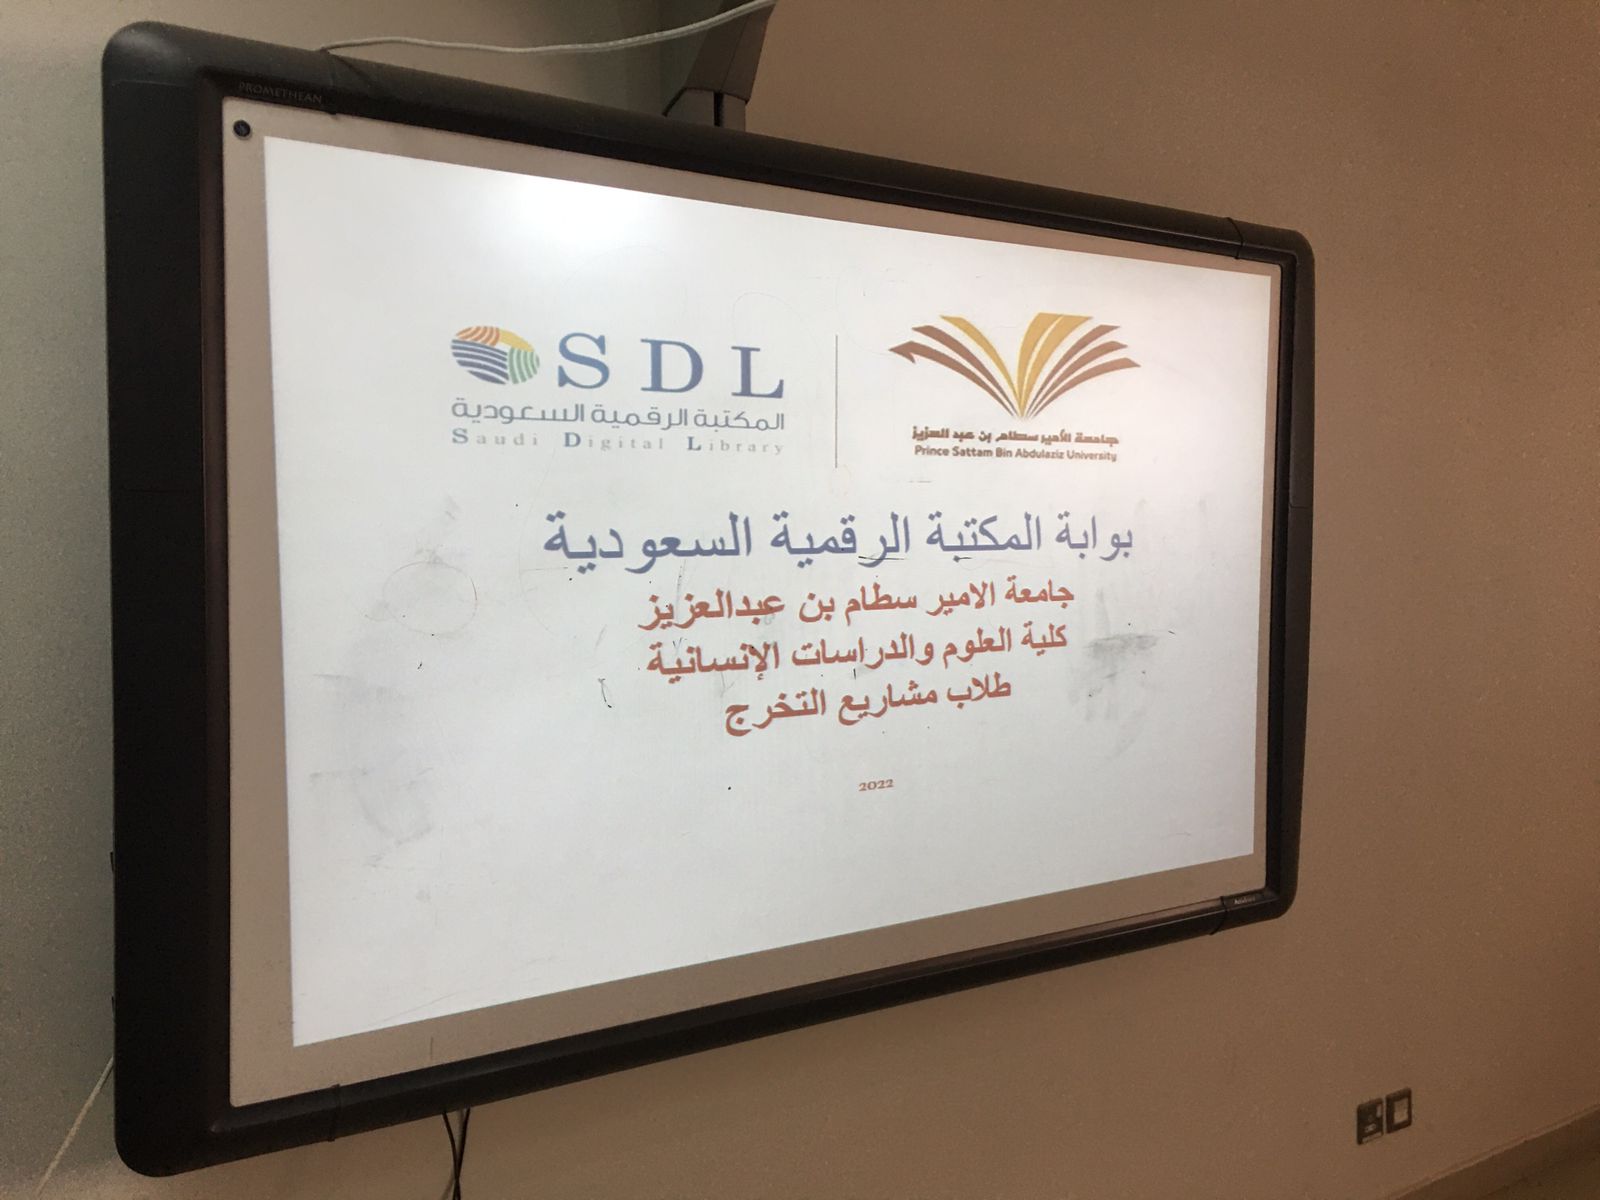 PROMETHEAN
SDL
المكتبة الرقمية السعودية
Saudi Digital Library
جامعة الأمير سطام بن عبد العزيز
Prince Sattam Bin Abdulaziz University
بوابة المكتبة الرقمية السعودية
جامعة الامير سطام بن عبدالعزيز
كلية العلوم والدراسات الإنسانية
طلاب مشاريع التخرج
2022